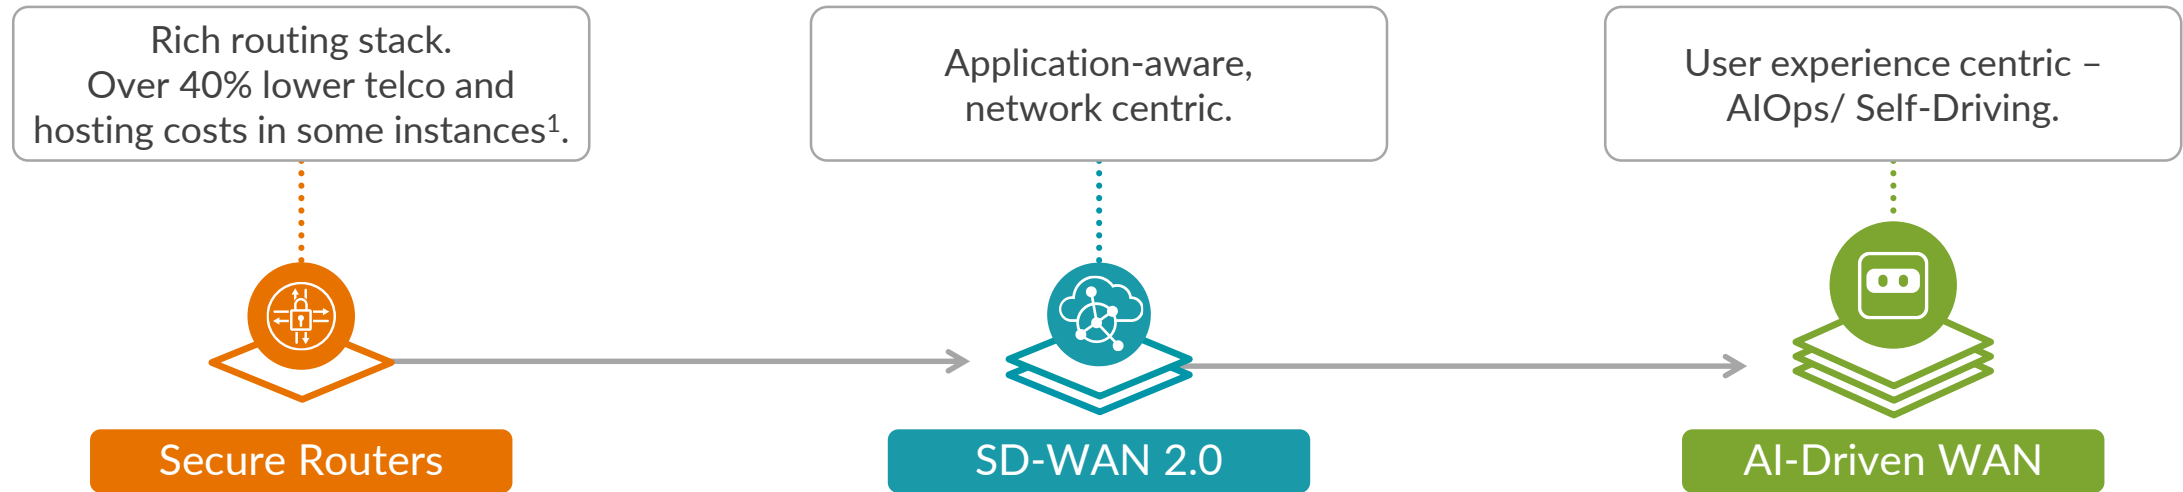 Rich routing stack.
Over 40% lower telco and
hosting costs in some instances¹.
Application-aware,
network centric.
User experience centric –
AIOps/ Self-Driving.
Secure Routers
SD-WAN 2.0
AI-Driven WAN